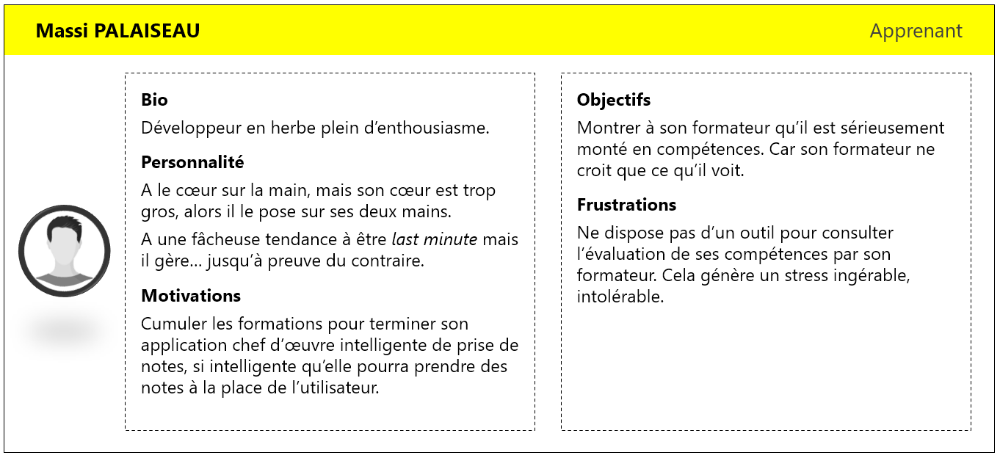 Massi PALAISEAU
Apprenant
Bio
Développeur en herbe plein d’enthousiasme.
Personnalité
A le cœur sur la main, mais son cœur est trop
gros, alors il le pose sur ses deux mains.
A une fâcheuse tendance à être last minute mais
il gère… jusqu’à preuve du contraire.
Motivations
Cumuler les formations pour terminer son
application chef d’œuvre intelligente de prise de
notes, si intelligente qu’elle pourra prendre des
notes à la place de l’utilisateur.
Objectifs
Montrer à son formateur qu’il est sérieusement
monté en compétences. Car son formateur ne
croit que ce qu’il voit.
Frustrations
Ne dispose pas d’un outil pour consulter
l’évaluation de ses compétences par son
formateur. Cela génère un stress ingérable,
intolérable.